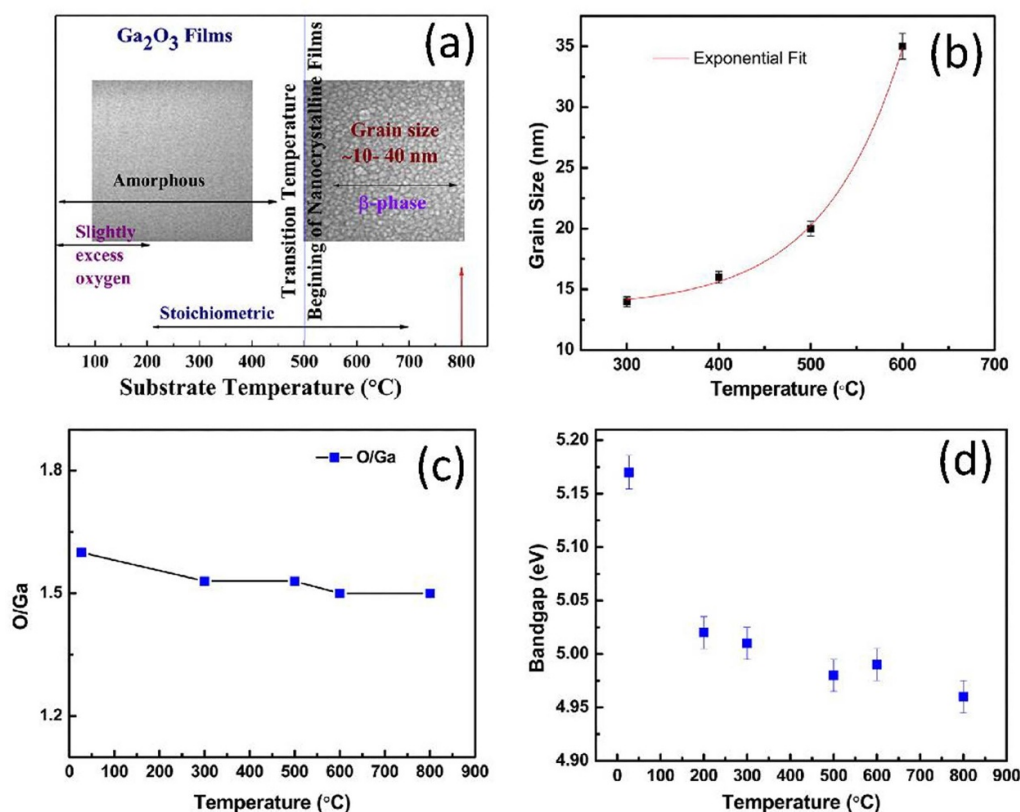 Ga₂O₃ Films
(a)
Transition Temperature
Begining of Nanocrystalline Films
Grain size
~10- 40 nm
Amorphous
β-phase
Slightly
excess
oxygen
Stoichiometric
100 200 300 400 500 600 700 800
Substrate Temperature (°C)
(b)
Exponential Fit
35
30
25
20
15
10
Grain Size (nm)
300 400 500 600 700
Temperature (◦C)
(c)
O/Ga
1.8
1.5
1.2
O/Ga
0 100 200 300 400 500 600 700 800 900
Temperature (°C)
(d)
5.20
5.15
5.10
5.05
5.00
4.95
4.90
Bandgap (eV)
0 100 200 300 400 500 600 700 800 900
Temperature (°C)